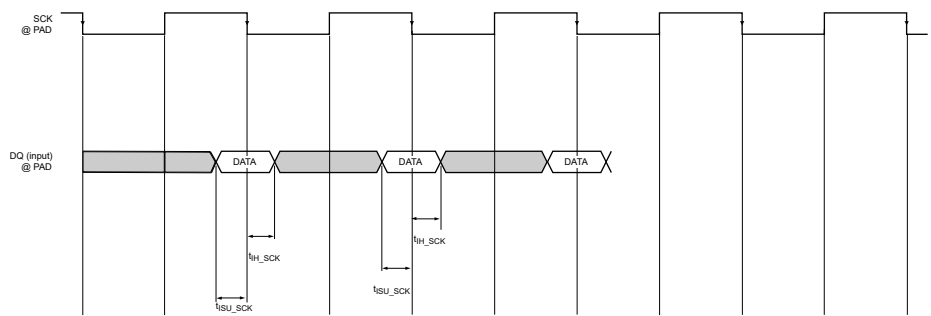 SCK
@ PAD
DQ (input)
@ PAD
DATA
DATA
DATA
tIH_SCK
tISU_SCK
tIH_SCK
tISU_SCK